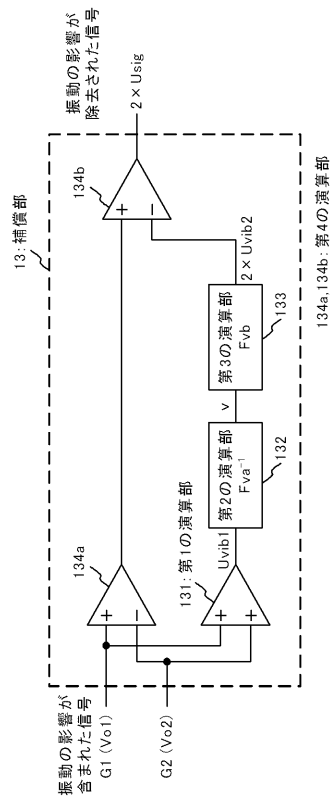 13:補償部
振動の影響が
含まれた信号
G1 (Vo1)
G2 (Vo2)
134a
+
−
131:第1の演算部
+
+
Uvib1
第2の演算部
Fva⁻¹
132
v
第3の演算部
Fvb
133
2×Uvib2
134b
+
−
振動の影響が
除去された信号
2×Usig
134a,134b:第4の演算部